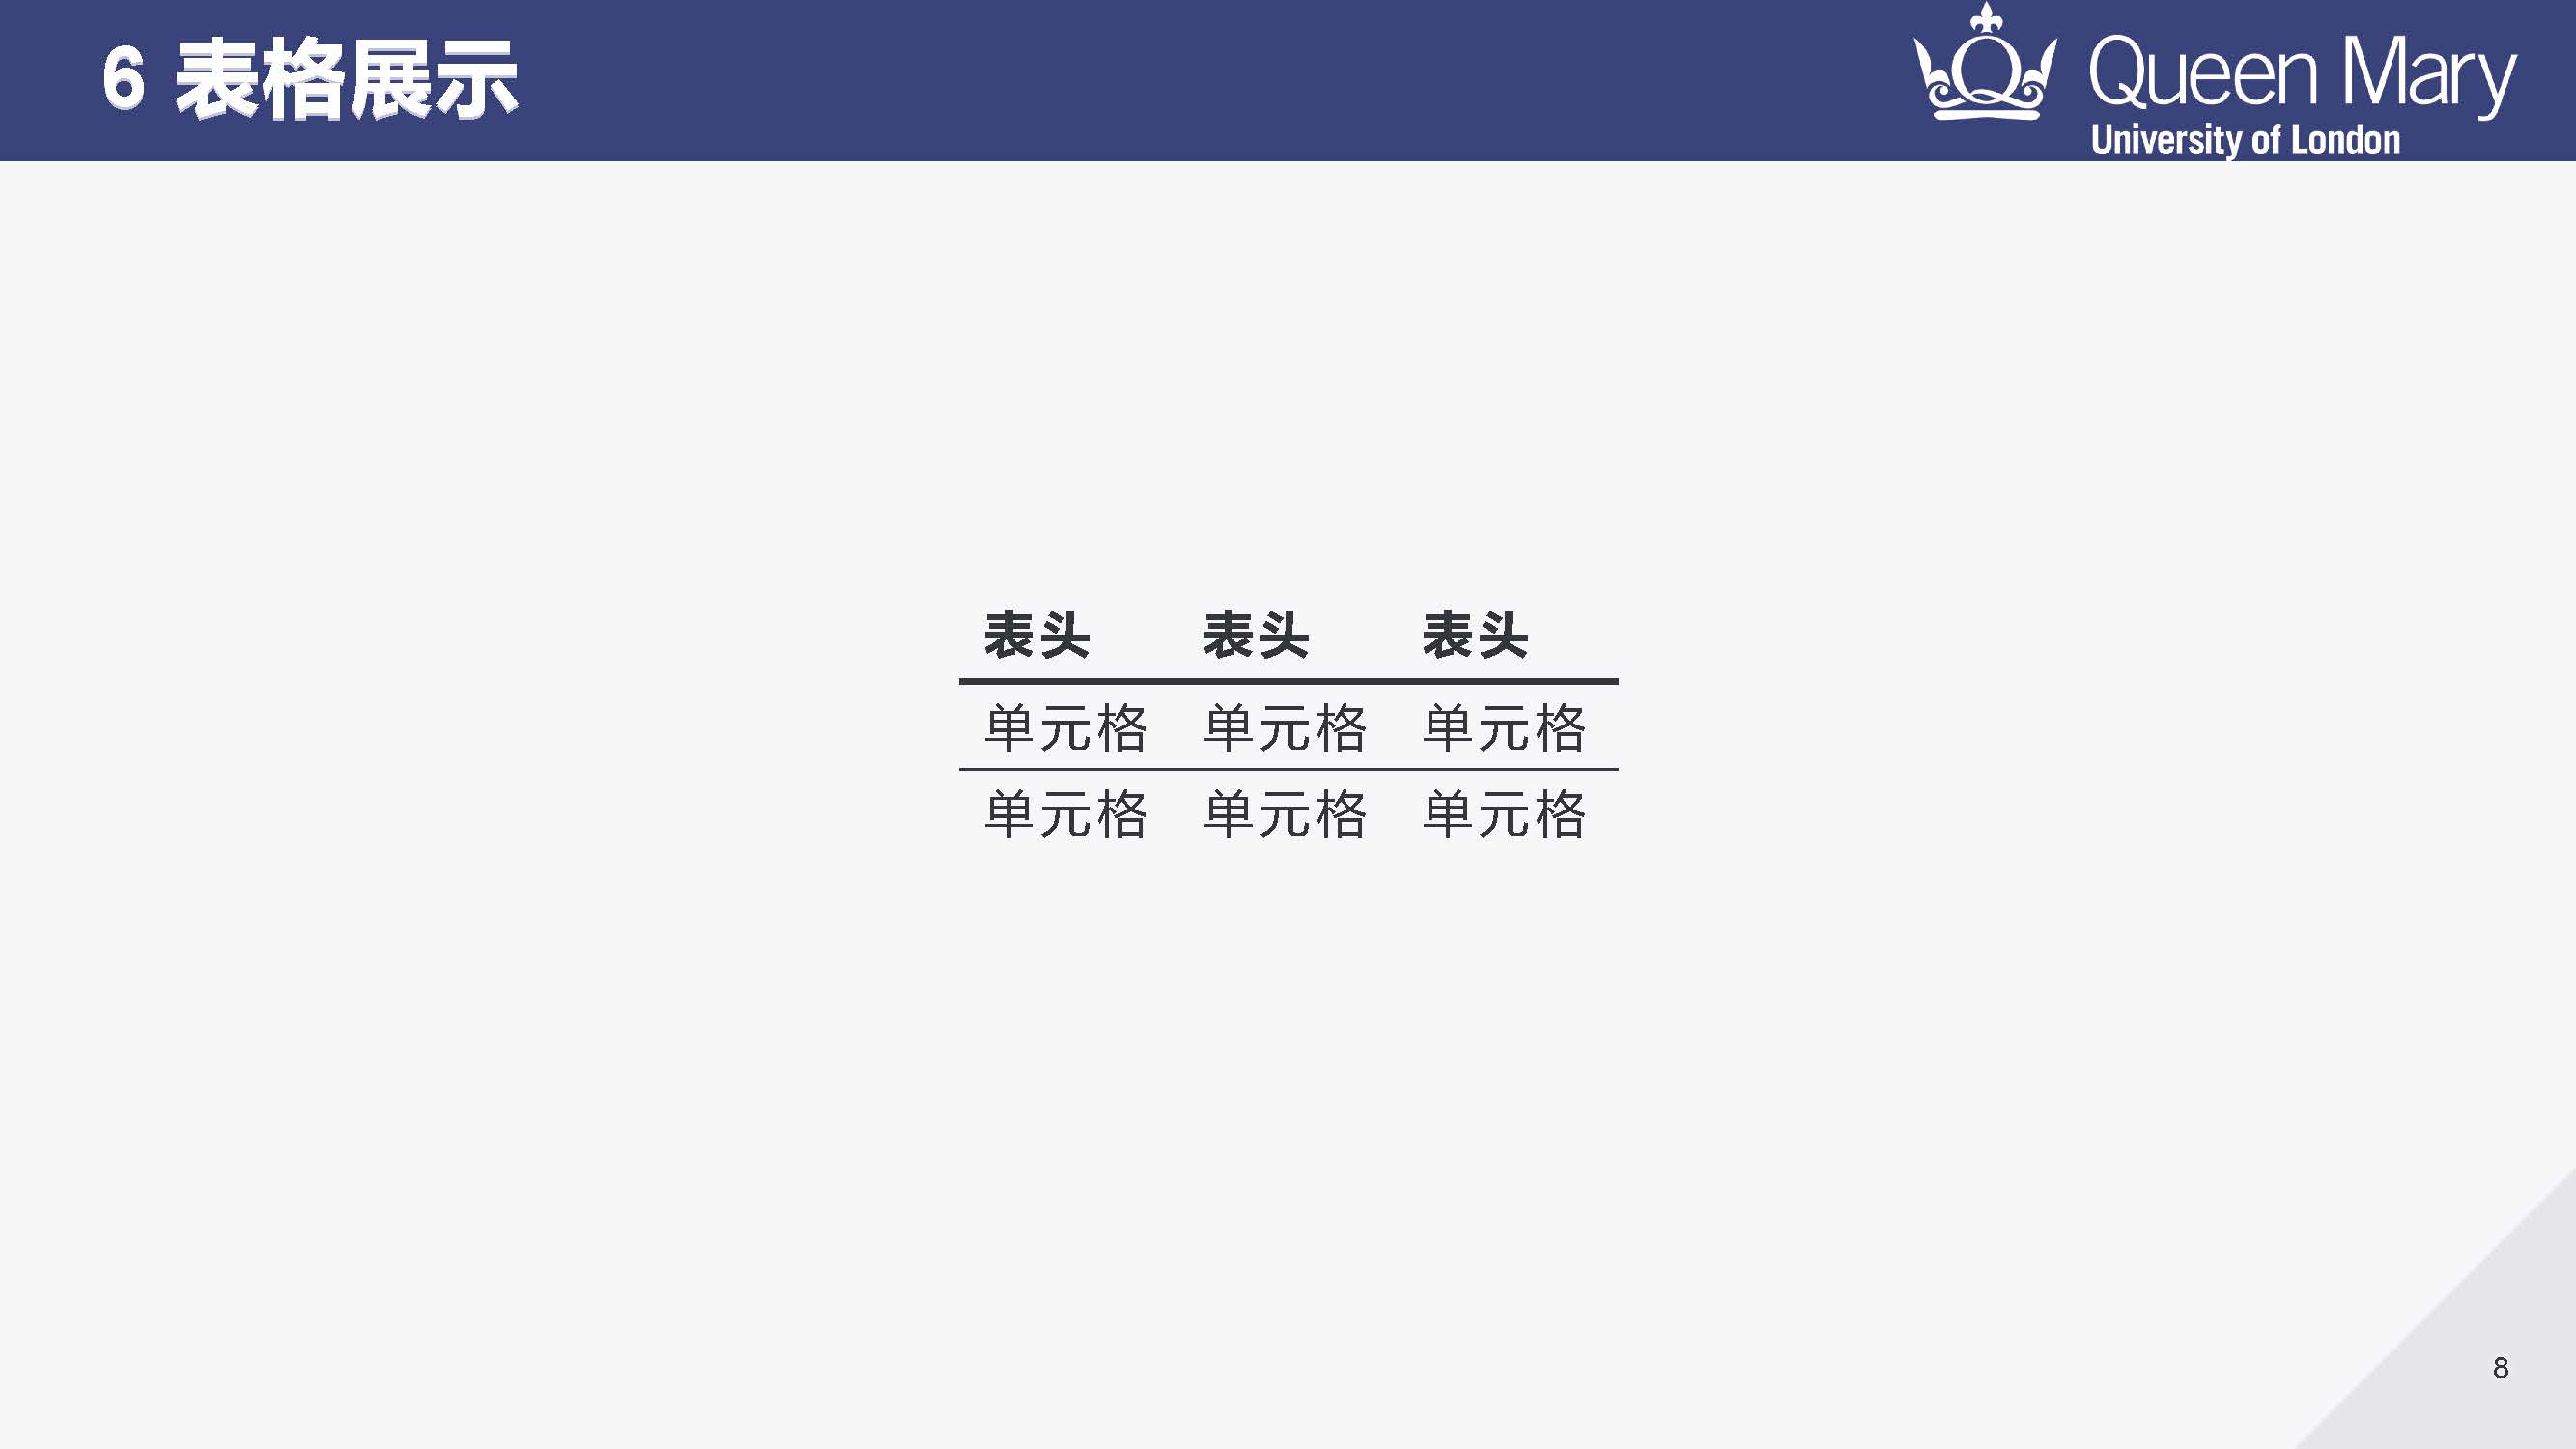 6 表格展示
Queen Mary
University of London
表头 表头 表头
单元格 单元格 单元格
单元格 单元格 单元格
8